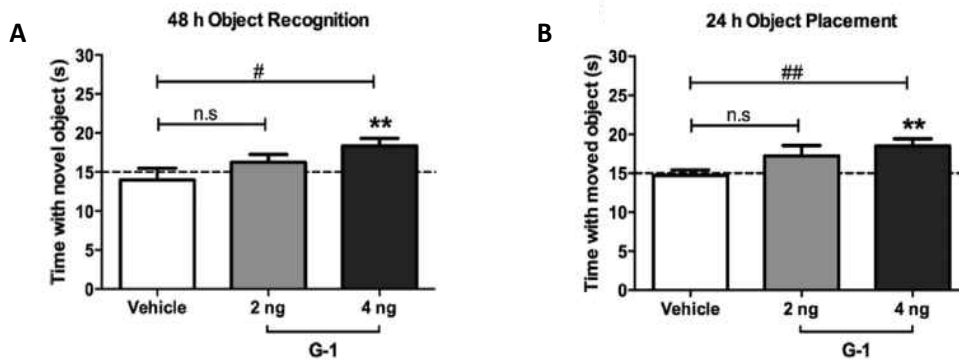 A
48 h Object Recognition
Time with novel object (s)
30
25
20
15
10
5
0
#
n.s
**
Vehicle 2 ng 4 ng
G-1
B
24 h Object Placement
Time with moved object (s)
30
25
20
15
10
5
0
##
n.s
**
Vehicle 2 ng 4 ng
G-1